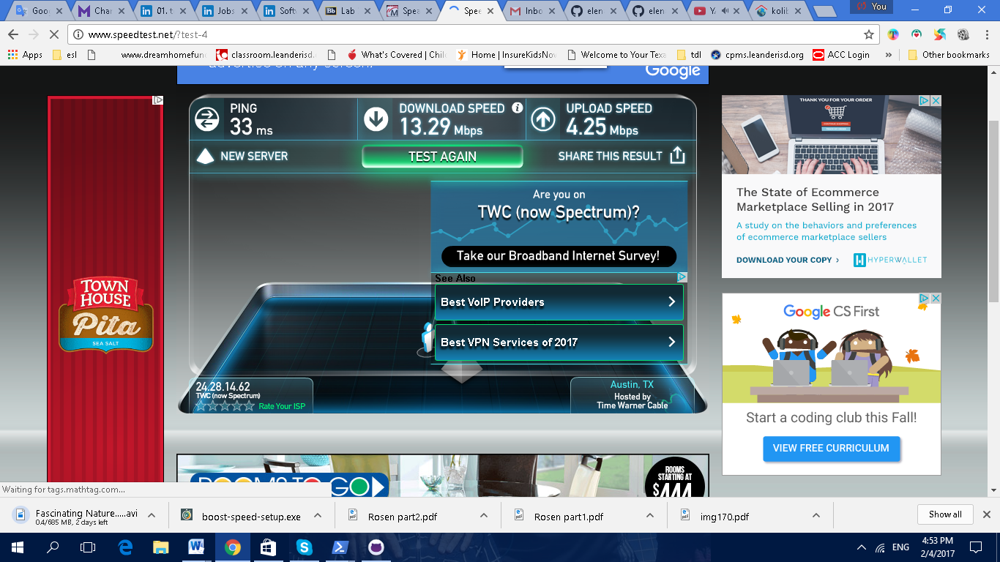 Goo
Chan
01. t
Jobs
Soft
Lab
Spea
Spee
Inbo
elen
elen
kolib
You
www.speedtest.net/?test-4
Apps
esl
www.dreamhomefun
classroom.leanderisd.
What's Covered | Chil
Home | InsureKidsNov
Welcome to Your Texa
tdl
cpms.leanderisd.org
ACC Login
»
Other bookmarks
Google
PING
33 ms
DOWNLOAD SPEED
13.29 Mbps
UPLOAD SPEED
4.25 Mbps
NEW SERVER
TEST AGAIN
SHARE THIS RESULT
Are you on
TWC (now Spectrum)?
Take our Broadband Internet Survey!
See Also
Best VoIP Providers
Best VPN Services of 2017
24.28.14.62
TWC (now Spectrum)
Rate Your ISP
Austin, TX
Hosted by
Time Warner Cable
TOWN
HOUSE
Pita
SEA SALT
THANK YOU FOR YOUR ORDER
The State of Ecommerce
Marketplace Selling in 2017
A study on the behaviors and preferences
of ecommerce marketplace sellers
DOWNLOAD YOUR COPY ›
HYPERWALLET
Google CS First
Start a coding club this Fall!
VIEW FREE CURRICULUM
ROOMS TO GO
ROOMS
STARTING AT
$444
Waiting for tags.mathtag.com...
Fascinating Nature.....avi
0.4/685 MB, 2 days left
boost-speed-setup.exe
Rosen part2.pdf
Rosen part1.pdf
img170.pdf
Show all
ENG
4:53 PM
2/4/2017